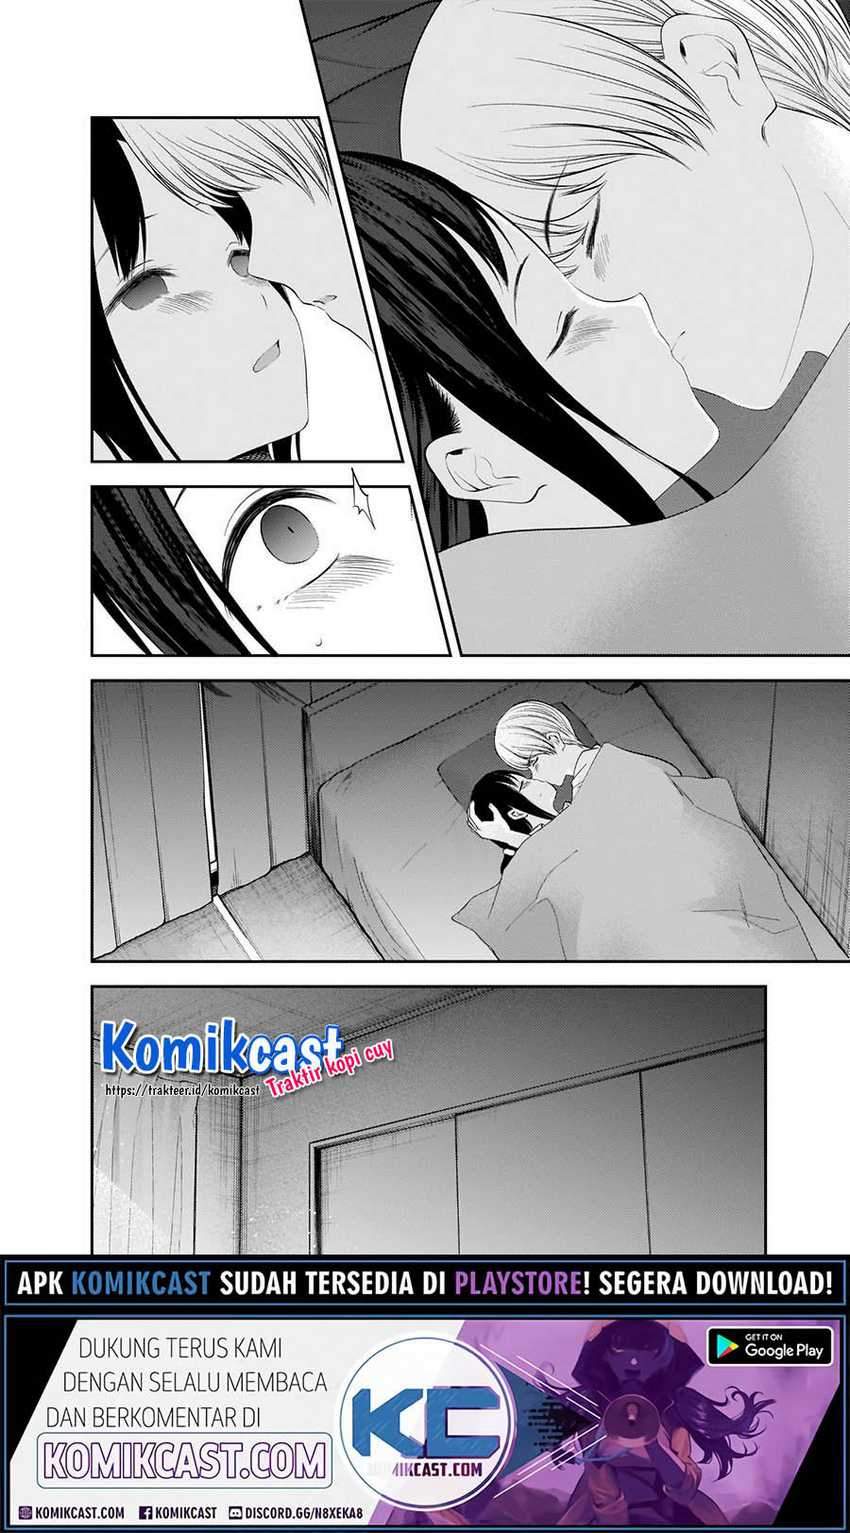 Komikcast
Traktir kopi cuy
https://trakteer.id/komikcast
APK KOMIKCAST SUDAH TERSEDIA DI PLAYSTORE! SEGERA DOWNLOAD!
DUKUNG TERUS KAMI
DENGAN SELALU MEMBACA
DAN BERKOMENTAR DI
KOMIKCAST.COM
KC
KOMIKCAST.COM
GET IT ON
Google Play
KOMIKCAST.COM KOMIKCAST DISCORD.GG/N8XEKA8